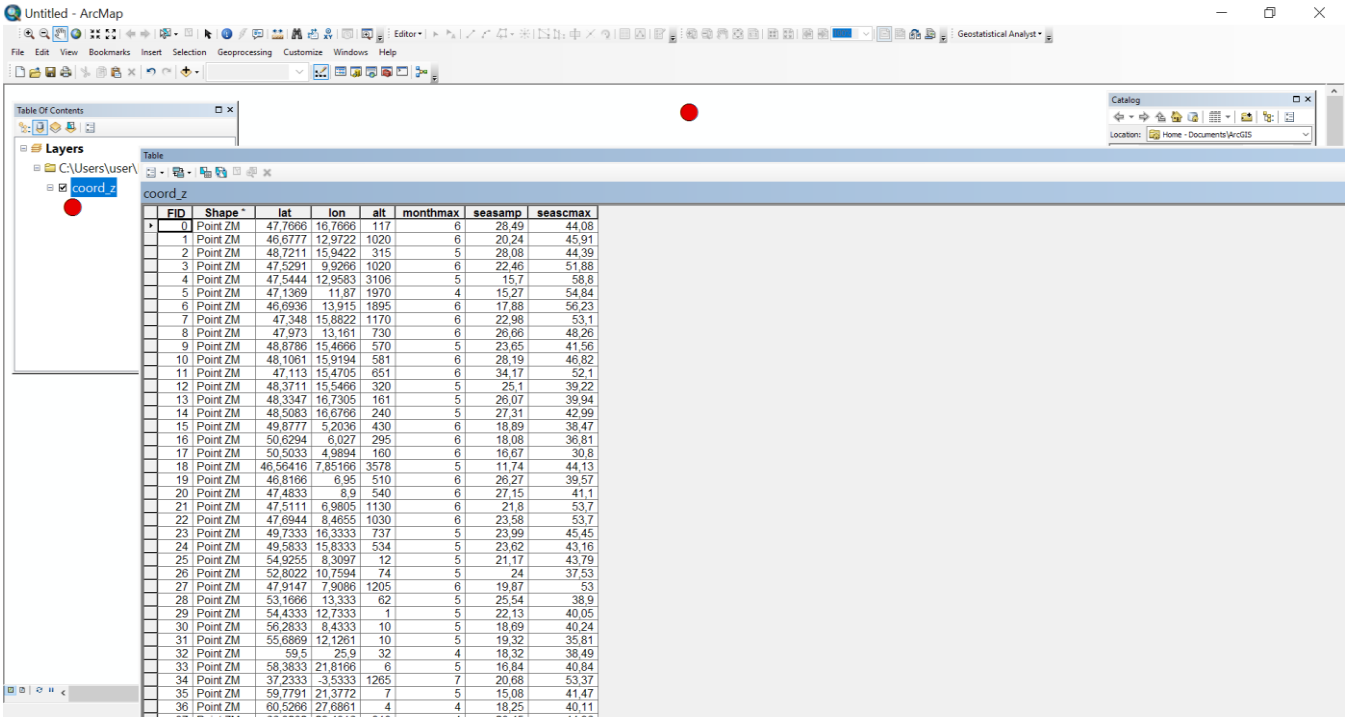 Untitled - ArcMap
Editor
Geostatistical Analyst
File Edit View Bookmarks Insert Selection Geoprocessing Customize Windows Help
Table Of Contents
Layers
C:\Users\user\
coord_z
Catalog
Location: Home - Documents\ArcGIS
Table
coord_z
FID Shape * lat lon alt monthmax seasamp seascmax
0 Point ZM 47,7666 16,7666 117 6 28,49 44,08
1 Point ZM 46,6777 12,9722 1020 6 20,24 45,91
2 Point ZM 48,7211 15,9422 315 5 28,08 44,39
3 Point ZM 47,5291 9,9266 1020 6 22,46 51,88
4 Point ZM 47,5444 12,9583 3106 5 15,7 58,8
5 Point ZM 47,1369 11,87 1970 4 15,27 54,84
6 Point ZM 46,6936 13,915 1895 6 17,88 56,23
7 Point ZM 47,348 15,8822 1170 6 22,98 53,1
8 Point ZM 47,973 13,161 730 6 26,66 48,26
9 Point ZM 48,8786 15,4666 570 5 23,65 41,56
10 Point ZM 48,1061 15,9194 581 6 28,19 46,82
11 Point ZM 47,113 15,4705 651 6 34,17 52,1
12 Point ZM 48,3711 15,5466 320 5 25,1 39,22
13 Point ZM 48,3347 16,7305 161 5 26,07 39,94
14 Point ZM 48,5083 16,6766 240 5 27,31 42,99
15 Point ZM 49,8777 5,2036 430 6 18,89 38,47
16 Point ZM 50,6294 6,027 295 6 18,08 36,81
17 Point ZM 50,5033 4,9894 160 6 16,67 30,8
18 Point ZM 46,56416 7,85166 3578 5 11,74 44,13
19 Point ZM 46,8166 6,95 510 6 26,27 39,57
20 Point ZM 47,4833 8,9 540 6 27,15 41,1
21 Point ZM 47,5111 6,9805 1130 6 21,8 53,7
22 Point ZM 47,6944 8,4655 1030 6 23,58 53,7
23 Point ZM 49,7333 16,3333 737 5 23,99 45,45
24 Point ZM 49,5833 15,8333 534 5 23,62 43,16
25 Point ZM 54,9255 8,3097 12 5 21,17 43,79
26 Point ZM 52,8022 10,7594 74 5 24 37,53
27 Point ZM 47,9147 7,9086 1205 6 19,87 53
28 Point ZM 53,1666 13,333 62 5 25,54 38,9
29 Point ZM 54,4333 12,7333 1 5 22,13 40,05
30 Point ZM 56,2833 8,4333 10 5 18,69 40,24
31 Point ZM 55,6869 12,1261 10 5 19,32 35,81
32 Point ZM 59,5 25,9 32 4 18,32 38,49
33 Point ZM 58,3833 21,8166 6 5 16,84 40,84
34 Point ZM 37,2333 -3,5333 1265 7 20,68 53,37
35 Point ZM 59,7791 21,3772 7 5 15,08 41,47
36 Point ZM 60,5266 27,6861 4 4 18,25 40,11